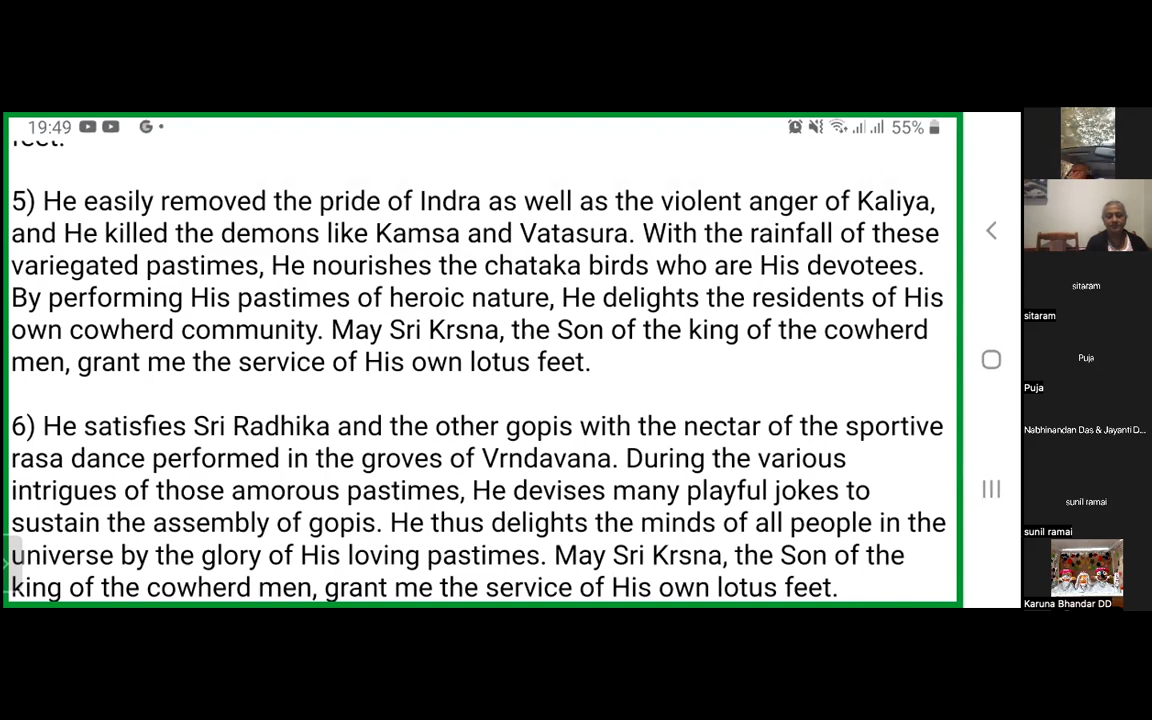 19:49
55%
feet.
5) He easily removed the pride of Indra as well as the violent anger of Kaliya,
and He killed the demons like Kansa and Vatasura. With the rainfall of these
variegated pastimes, He nourishes the chataka birds who are His devotees.
By performing His pastimes of heroic nature, He delights the residents of His
own cowherd community. May Sri Krsna, the Son of the king of the cowherd
men, grant me the service of His own lotus feet.
6) He satisfies Sri Radhika and the other gopis with the nectar of the sportive
rasa dance performed in the groves of Vrndavana. During the various
intrigues of those amorous pastimes, He devises many playful jokes to
sustain the assembly of gopis. He thus delights the minds of all people in the
universe by the glory of His loving pastimes. May Sri Krsna, the Son of the
king of the cowherd men, grant me the service of His own lotus feet.
sitaram
sitaram
Puja
Puja
Nabhinandan Das & Jayanti D...
sunil ramai
sunil ramai
Karuna Bhandar DD